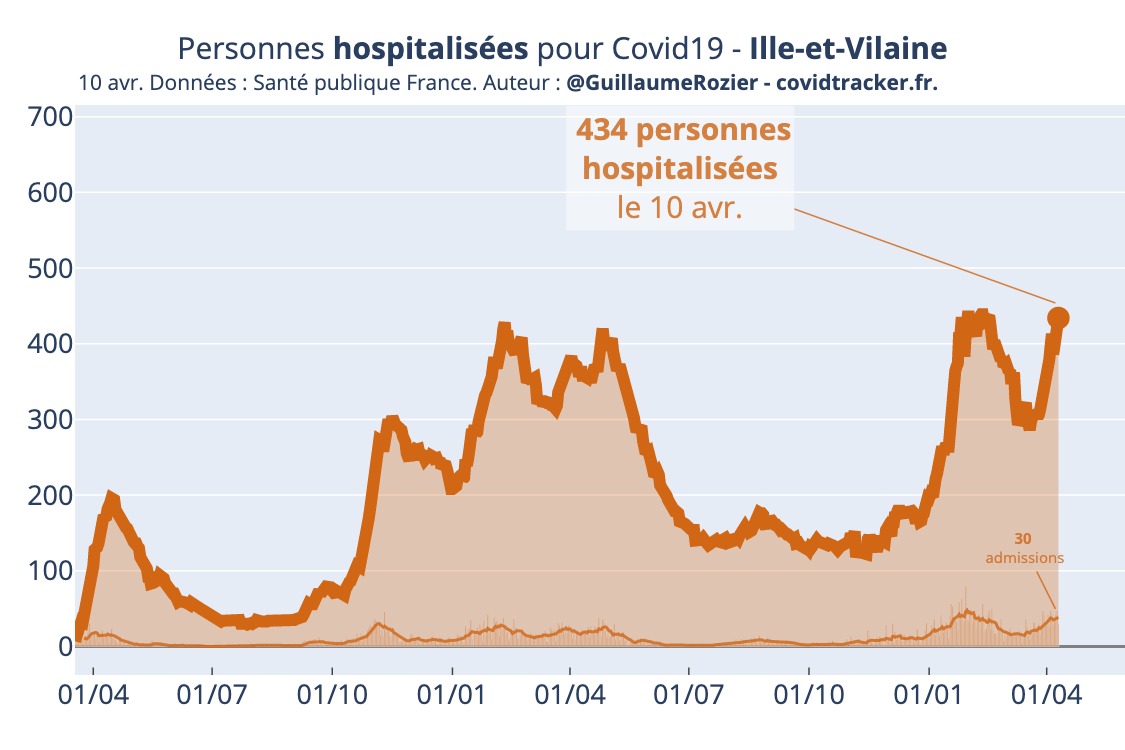 Personnes hospitalisées pour Covid19 - Ille-et-Vilaine
10 avr. Données : Santé publique France. Auteur : @GuillaumeRozier - covidtracker.fr.
700
434 personnes
hospitalisées
le 10 avr.
600
500
400
300
200
30
admissions
100
0
01/04 01/07 01/10 01/01 01/04 01/07 01/10 01/01 01/04